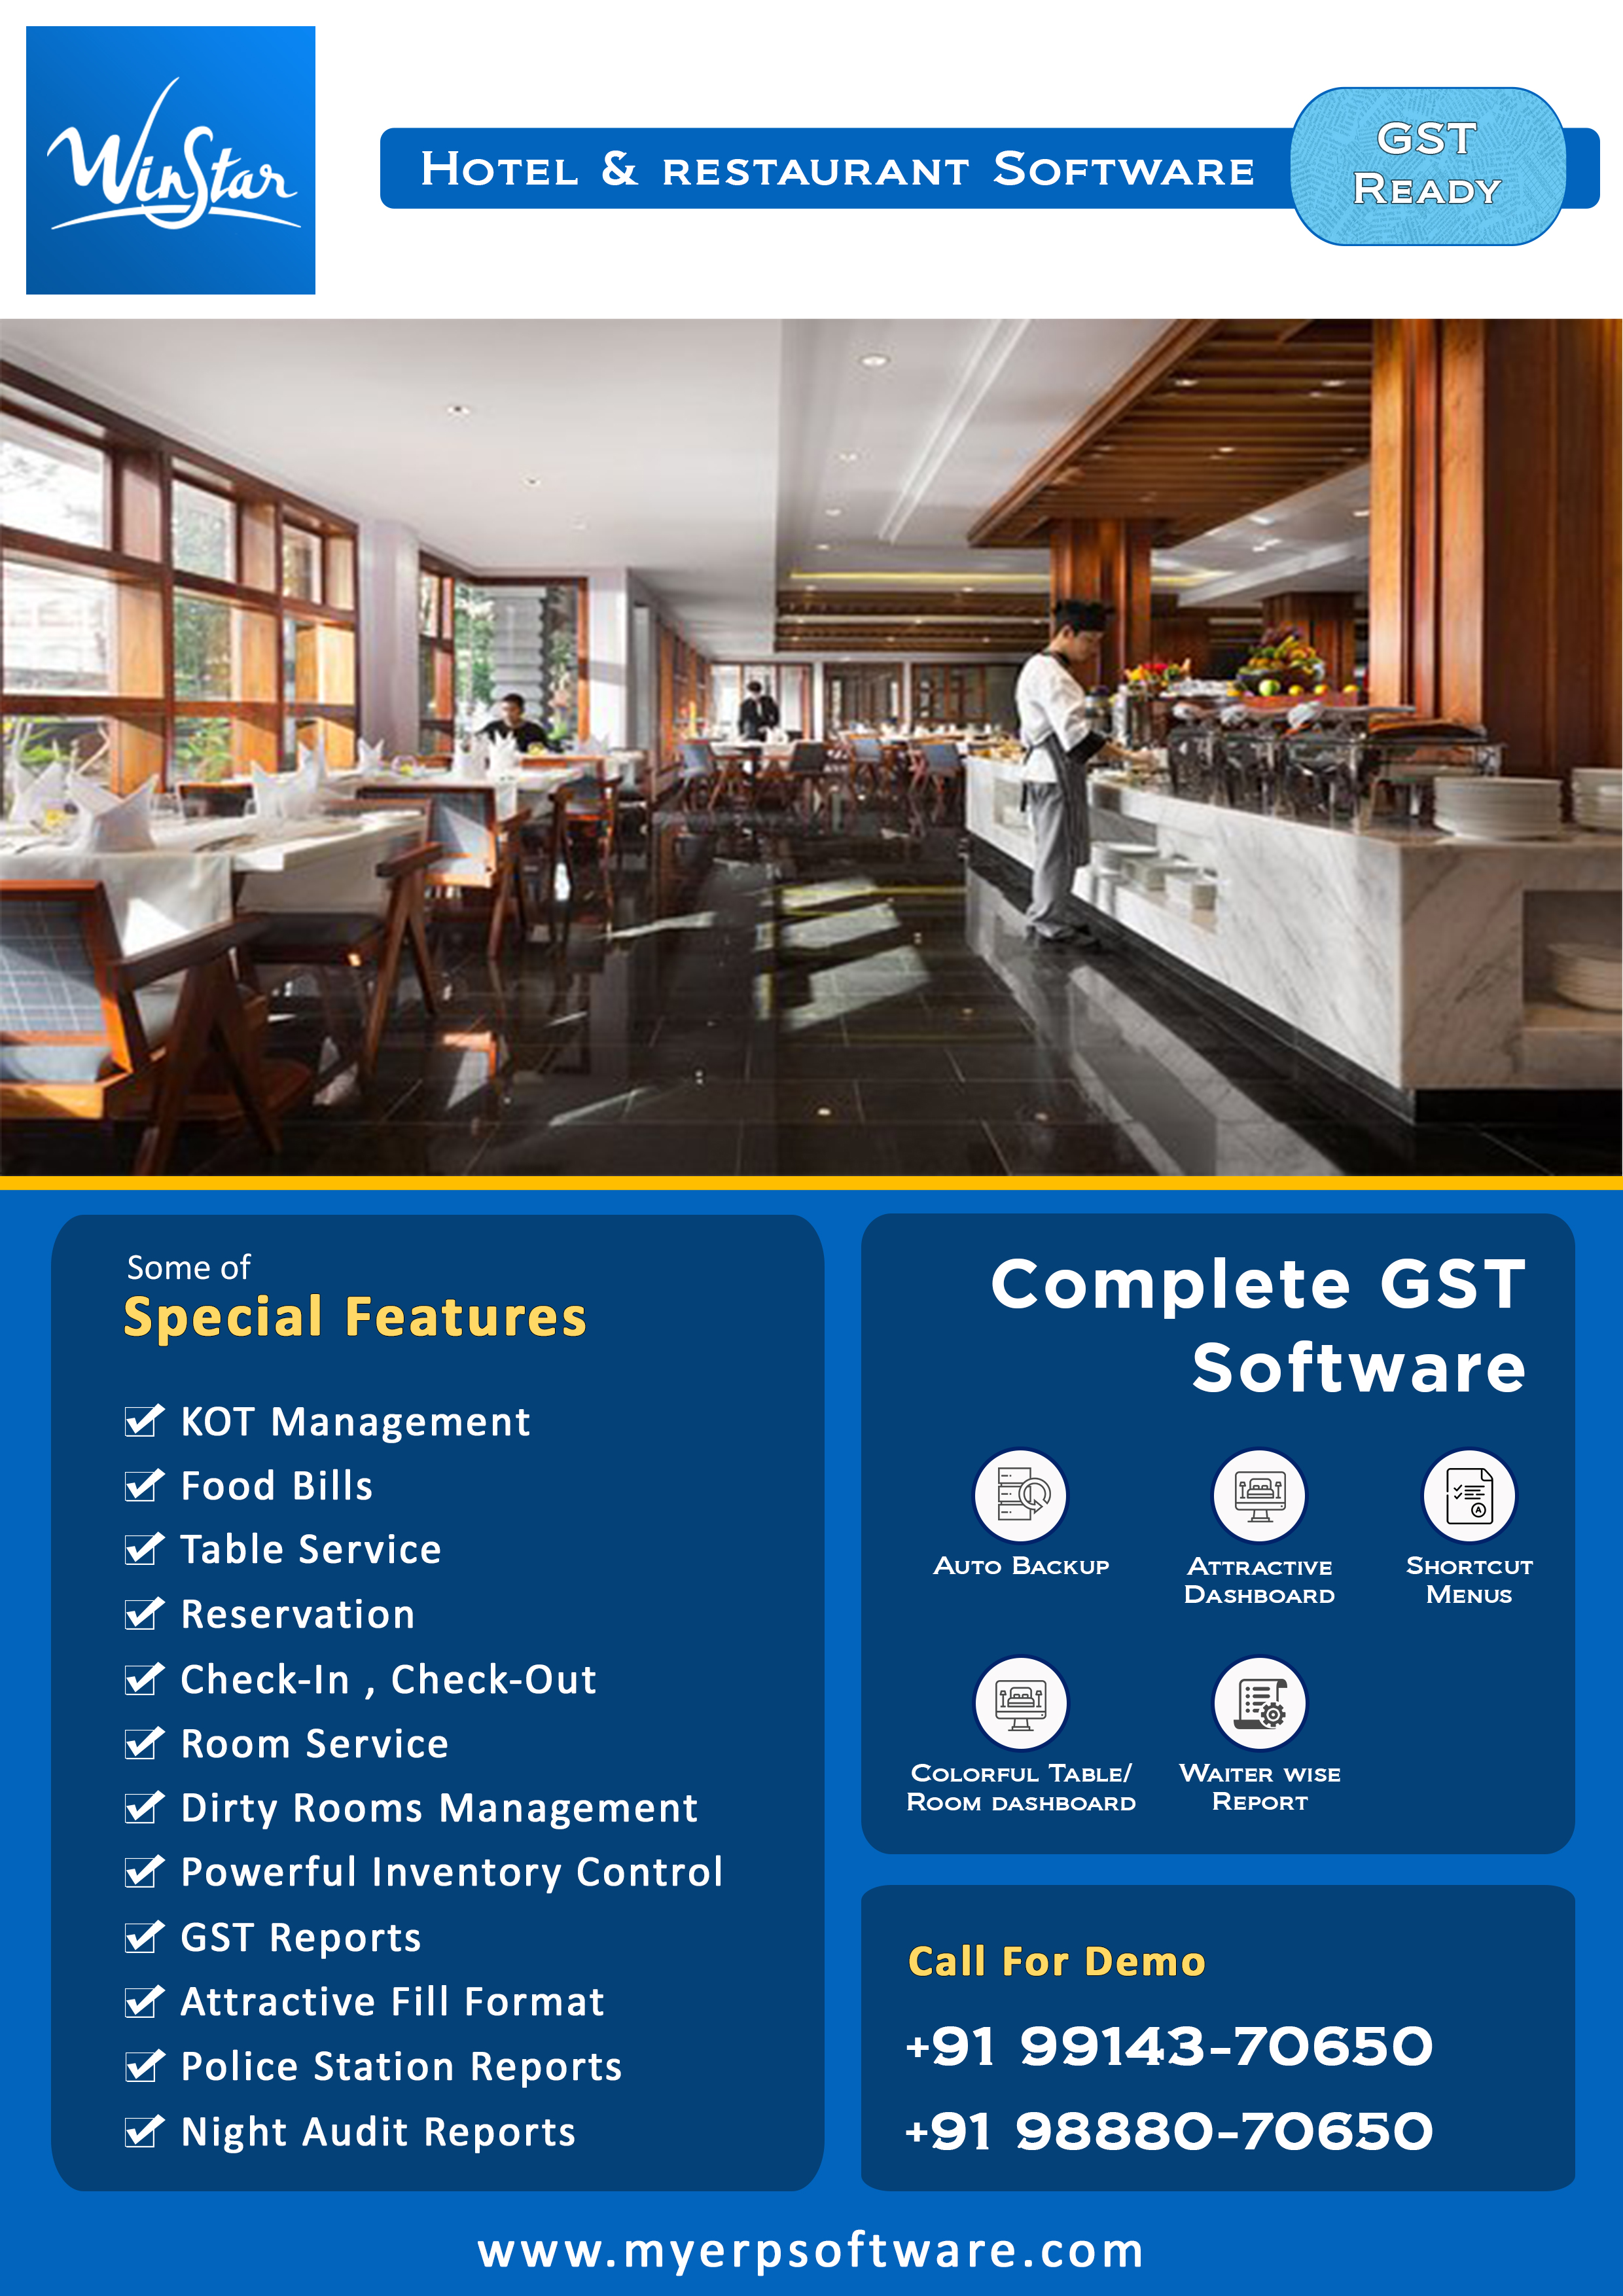 WinStar
Hotel & restaurant Software
GST
Ready
Some of
Special Features
KOT Management
Food Bills
Table Service
Reservation
Check-In , Check-Out
Room Service
Dirty Rooms Management
Powerful Inventory Control
GST Reports
Attractive Fill Format
Police Station Reports
Night Audit Reports
Complete GST
Software
Auto Backup
Attractive
Dashboard
Shortcut
Menus
Colorful Table/
Room dashboard
Waiter wise
Report
Call For Demo
+91 99143-70650
+91 98880-70650
www.myerpsoftware.com